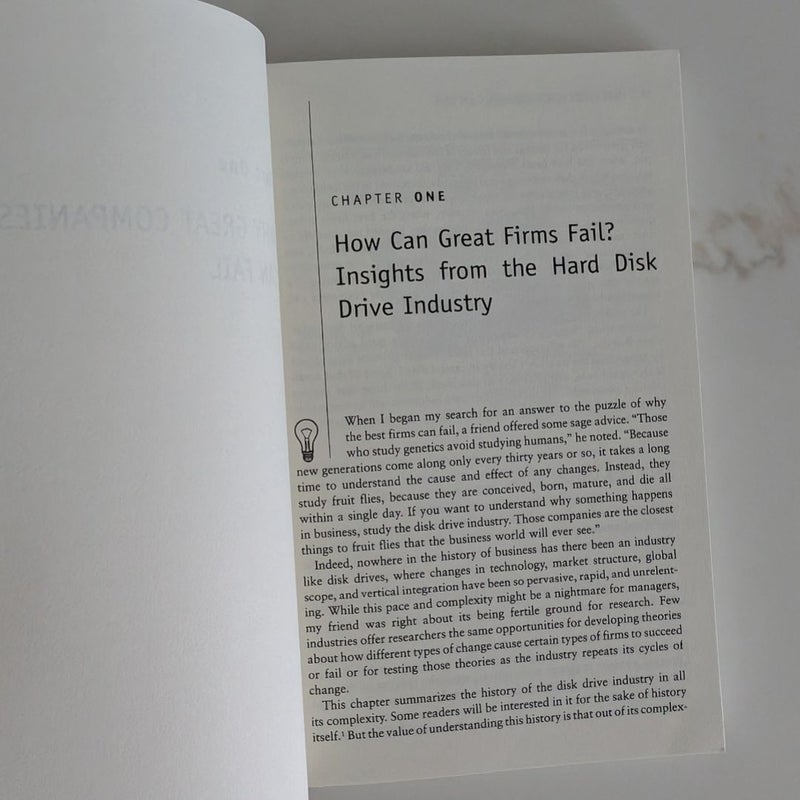 CHAPTER ONE
How Can Great Firms Fail?
Insights from the Hard Disk
Drive Industry
When I began my search for an answer to the puzzle of why
the best firms can fail, a friend offered some sage advice. “Those
who study genetics avoid studying humans,” he noted. “Because
new generations come along only every thirty years or so, it takes a long
time to understand the cause and effect of any changes. Instead, they
study fruit flies, because they are conceived, born, mature, and die all
within a single day. If you want to understand why something happens
in business, study the disk drive industry. Those companies are the closest
things to fruit flies that the business world will ever see.”
Indeed, nowhere in the history of business has there been an industry
like disk drives, where changes in technology, market structure, global
scope, and vertical integration have been so pervasive, rapid, and unrelent-
ing. While this pace and complexity might be a nightmare for managers,
my friend was right about its being fertile ground for research. Few
industries offer researchers the same opportunities for developing theories
about how different types of change cause certain types of firms to succeed
or fail or for testing those theories as the industry repeats its cycles of
change.
This chapter summarizes the history of the disk drive industry in all
its complexity. Some readers will be interested in it for the sake of history
itself.¹ But the value of understanding this history is that out of its complex-